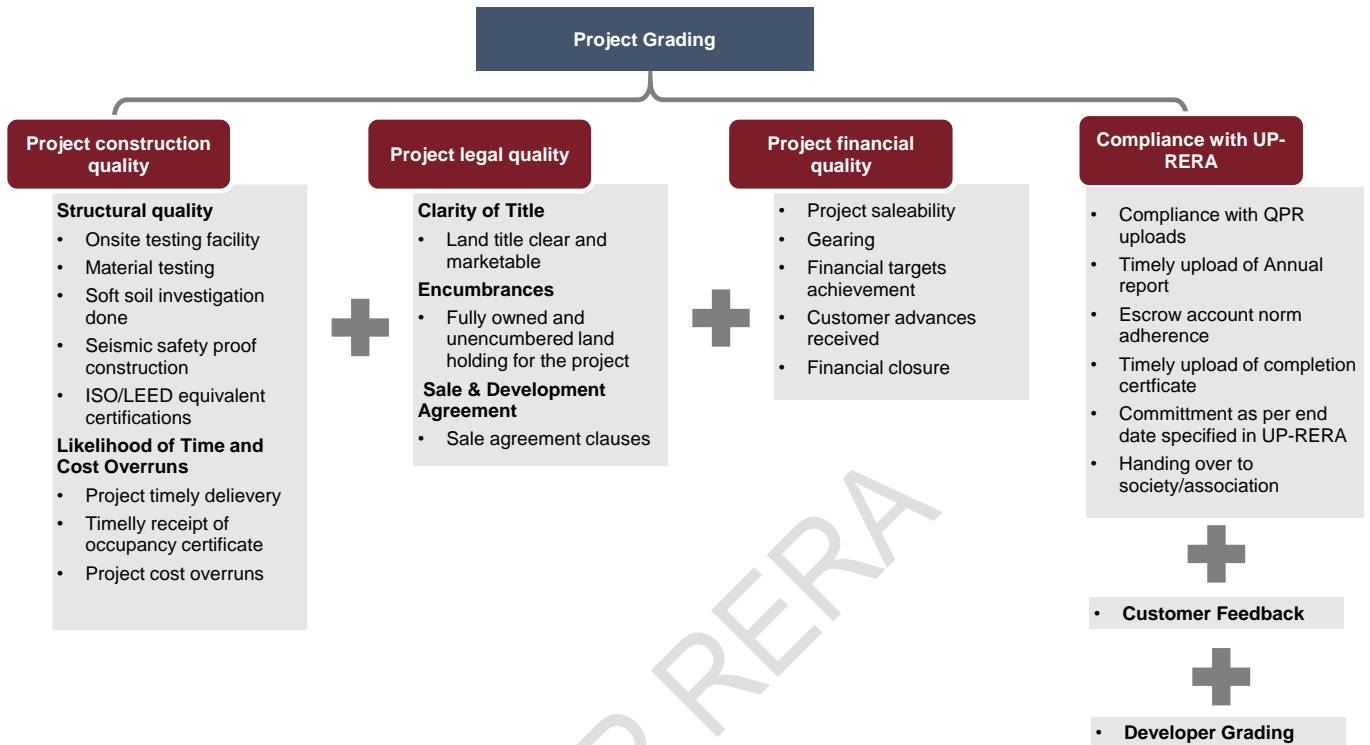 Project Grading
Project construction
quality
Structural quality
• Onsite testing facility
• Material testing
• Soft soil investigation
done
• Seismic safety proof
construction
• ISO/LEED equivalent
certifications
Likelihood of Time and
Cost Overruns
• Project timely delievery
• Timelly receipt of
occupancy certificate
• Project cost overruns
Project legal quality
Clarity of Title
• Land title clear and
marketable
Encumbrances
• Fully owned and
unencumbered land
holding for the project
Sale & Development
Agreement
• Sale agreement clauses
Project financial
quality
• Project saleability
• Gearing
• Financial targets
achievement
• Customer advances
received
• Financial closure
Compliance with UP-
RERA
• Compliance with QPR
uploads
• Timely upload of Annual
report
• Escrow account norm
adherence
• Timely upload of completion
certficate
• Committment as per end
date specified in UP-RERA
• Handing over to
society/association
• Customer Feedback
• Developer Grading
RERA